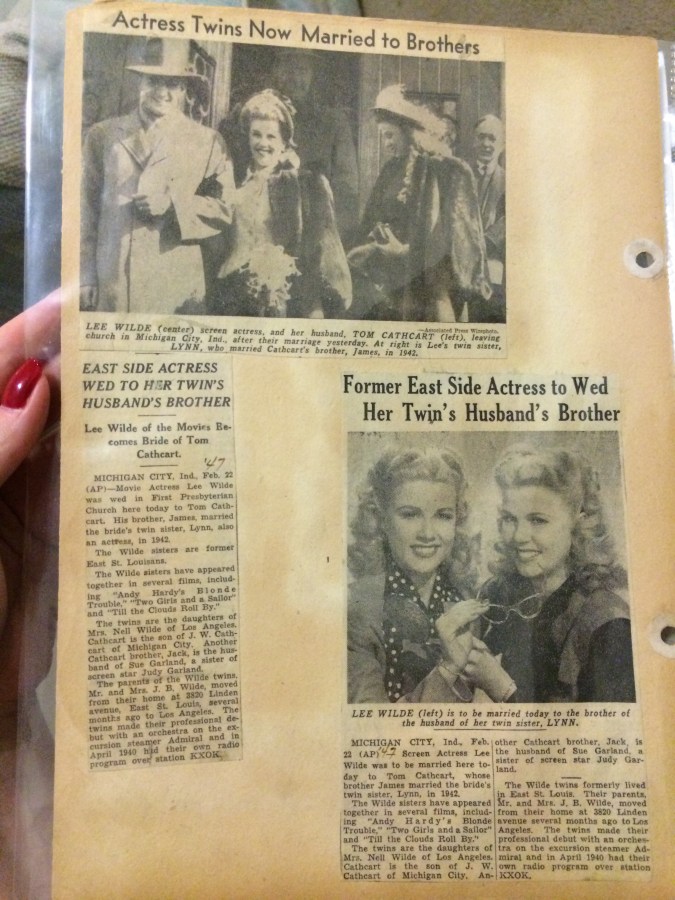 Actress Twins Now Married to Brothers
—Associated Press Wirephoto.
LEE WILDE (center) screen actress, and her husband, TOM CATHCART (left), leaving
church in Michigan City, Ind., after their marriage yesterday. At right is Lee's twin sister,
LYNN, who married Cathcart's brother, James, in 1942.
EAST SIDE ACTRESS
WED TO HER TWIN'S
HUSBAND'S BROTHER
Lee Wilde of the Movies Be-
comes Bride of Tom
Cathcart.
'47
MICHIGAN CITY, Ind., Feb. 22
(AP)—Movie Actress Lee Wilde
was wed in First Presbyterian
Church here today to Tom Cath-
cart. His brother, James, married
the bride's twin sister, Lynn, also
an actress, in 1942.
The Wilde sisters are former
East St. Louisans.
The Wilde sisters have appeared
together in several films, includ-
ing "Andy Hardy's Blonde
Trouble," "Two Girls and a Sailor"
and "Till the Clouds Roll By."
The twins are the daughters of
Mrs. Nell Wilde of Los Angeles.
Cathcart is the son of J. W. Cath-
cart of Michigan City. Another
Cathcart brother, Jack, is the hus-
band of Sue Garland, a sister of
screen star Judy Garland.
The parents of the Wilde twins,
Mr. and Mrs. J. B. Wilde, moved
from their home at 3820 Linden
avenue, East St. Louis, several
months ago to Los Angeles. The
twins made their professional de-
but with an orchestra on the ex-
cursion steamer Admiral and in
April 1940 had their own radio
program over station KXOK.
Former East Side Actress to Wed
Her Twin's Husband's Brother
LEE WILDE (left) is to be married today to the brother of
the husband of her twin sister, LYNN.
MICHIGAN CITY, Ind., Feb.
22 (AP) '47 Screen Actress Lee
Wilde was to be married here to-
day to Tom Cathcart, whose
brother James married the bride's
twin sister, Lynn, in 1942.
The Wilde sisters have appeared
together in several films, includ-
ing "Andy Hardy's Blonde
Trouble," "Two Girls and a Sailor"
and "Till the Clouds Roll By."
The twins are the daughters of
Mrs. Nell Wilde of Los Angeles.
Cathcart is the son of J. W.
Cathcart of Michigan City. An-
other Cathcart brother, Jack, is
the husband of Sue Garland,
sister of screen star Judy Gar-
land.
The Wilde twins formerly lived
in East St. Louis. Their parents,
Mr. and Mrs. J. B. Wilde, moved
from their home at 3820 Linden
avenue several months ago to Los
Angeles. The twins made their
professional debut with an orches-
tra on the excursion steamer Ad-
miral and in April 1940 had their
own radio program over station
KXOK.